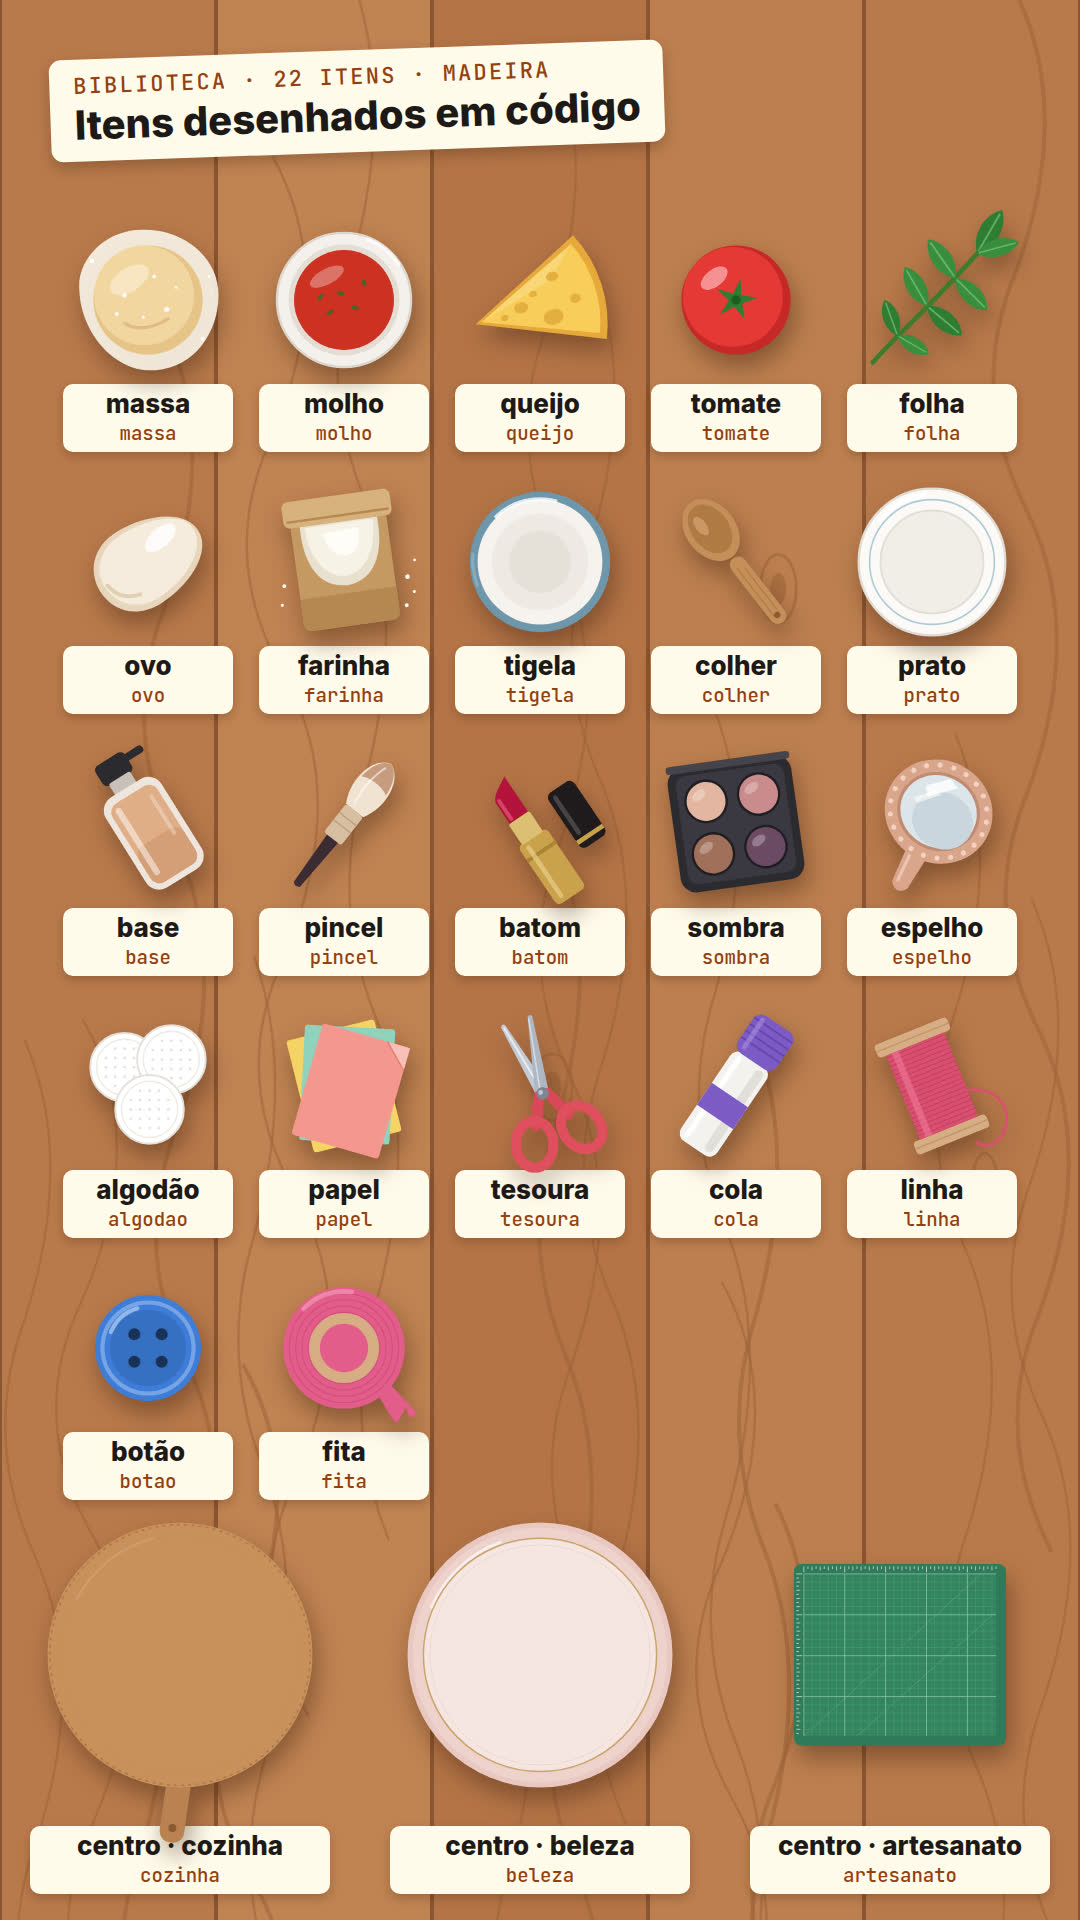 BIBLIOTECA · 22 ITENS · MADEIRA
Itens desenhados em código
massa
massa
molho
molho
queijo
queijo
tomate
tomate
folha
folha
ovo
ovo
farinha
farinha
tigela
tigela
colher
colher
prato
prato
base
base
pincel
pincel
batom
batom
sombra
sombra
espelho
espelho
algodão
algodao
papel
papel
tesoura
tesoura
cola
cola
linha
linha
botão
botao
fita
fita
centro · cozinha
cozinha
centro · beleza
beleza
centro · artesanato
artesanato